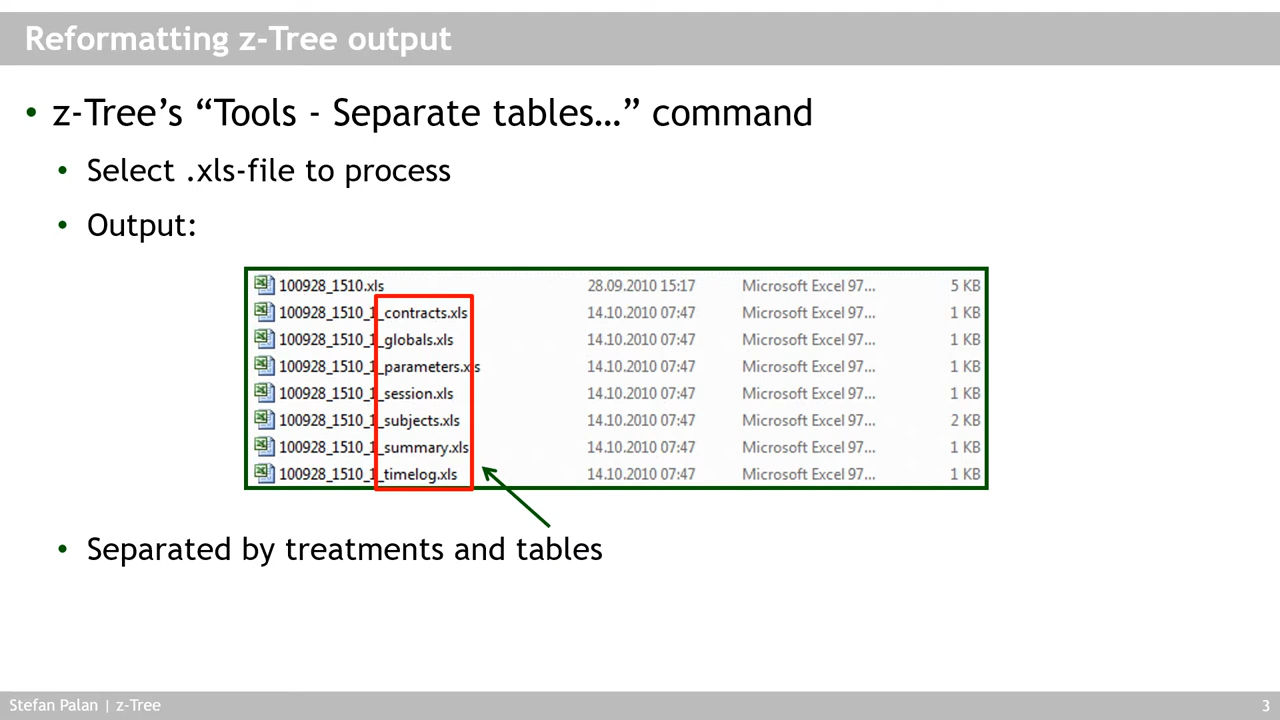 Reformatting z-Tree output
• z-Tree’s “Tools - Separate tables…” command
• Select .xls-file to process
• Output:
100928_1510.xls 28.09.2010 15:17 Microsoft Excel 97... 5 KB
100928_1510_1_contracts.xls 14.10.2010 07:47 Microsoft Excel 97... 1 KB
100928_1510_1_globals.xls 14.10.2010 07:47 Microsoft Excel 97... 1 KB
100928_1510_1_parameters.xls 14.10.2010 07:47 Microsoft Excel 97... 1 KB
100928_1510_1_session.xls 14.10.2010 07:47 Microsoft Excel 97... 1 KB
100928_1510_1_subjects.xls 14.10.2010 07:47 Microsoft Excel 97... 2 KB
100928_1510_1_summary.xls 14.10.2010 07:47 Microsoft Excel 97... 1 KB
100928_1510_1_timelog.xls 14.10.2010 07:47 Microsoft Excel 97... 1 KB
• Separated by treatments and tables
Stefan Palan | z-Tree 3